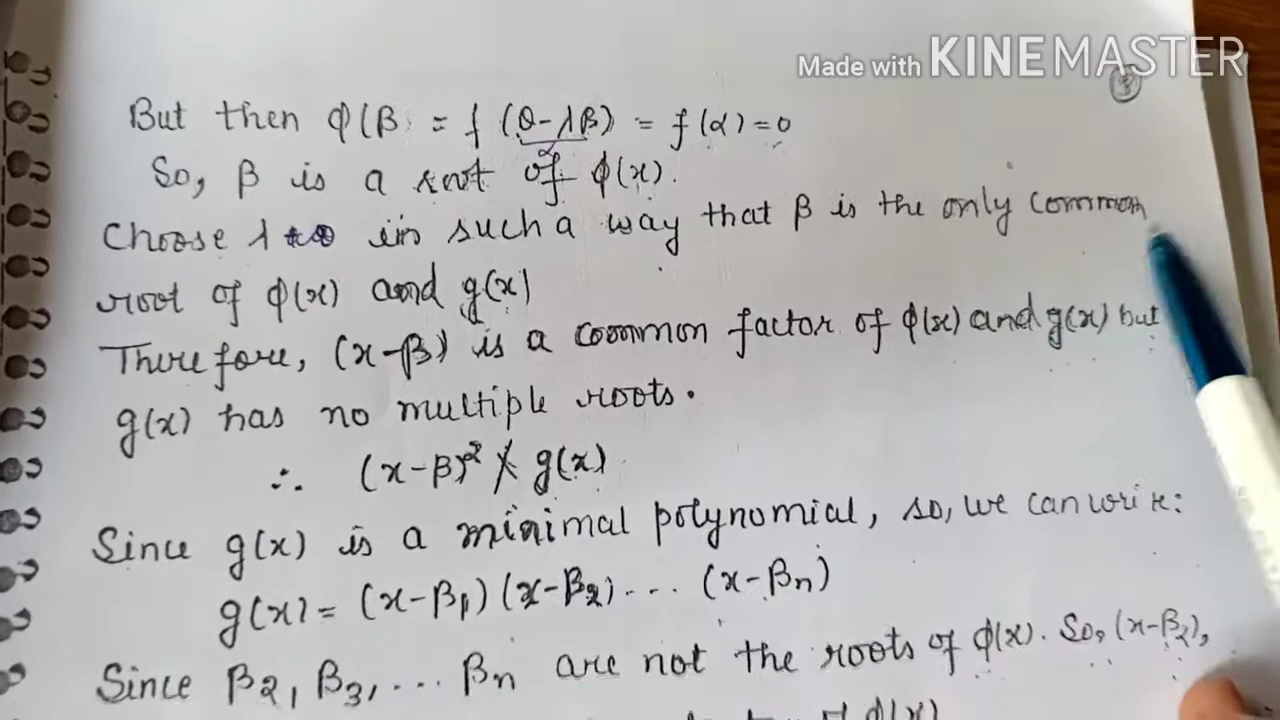 Made with KINEMASTER
8
But then φ(β) = f(θ-λβ) = f(α) = 0
α
So, β is a root of φ(x).
Choose λ in such a way that β is the only common
root of φ(x) and g(x)
Therefore, (x-β) is a common factor of φ(x) and g(x) but
g(x) has no multiple roots.
∴ (x-β)² ∤ g(x)
Since g(x) is a minimal polynomial, so, we can write:
g(x) = (x-β₁) (x-β₂) ... (x-βn)
Since β₂, β₃, ... βn are not the roots of φ(x). So, (x-β₂),
φ(x)